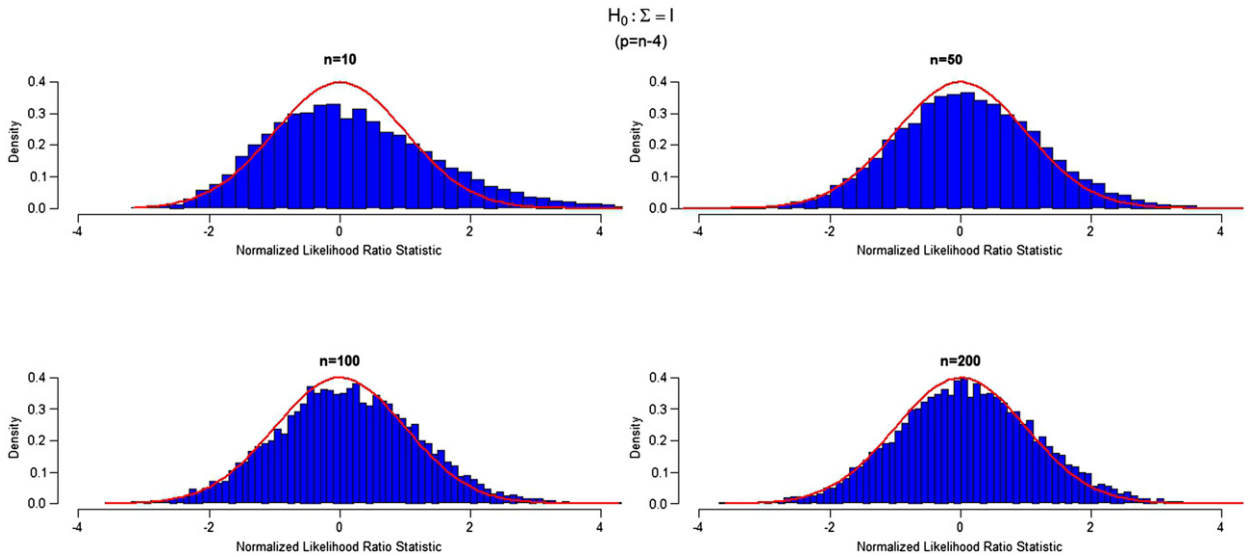 H₀ : Σ = I
(p=n-4)
n=10
n=50
Density
0.4
0.3
0.2
0.1
0.0
-4
-2
0
2
4
Normalized Likelihood Ratio Statistic
Density
0.4
0.3
0.2
0.1
0.0
-4
-2
0
2
4
Normalized Likelihood Ratio Statistic
n=100
n=200
Density
0.4
0.3
0.2
0.1
0.0
-4
-2
0
2
4
Normalized Likelihood Ratio Statistic
Density
0.4
0.3
0.2
0.1
0.0
-4
-2
0
2
4
Normalized Likelihood Ratio Statistic